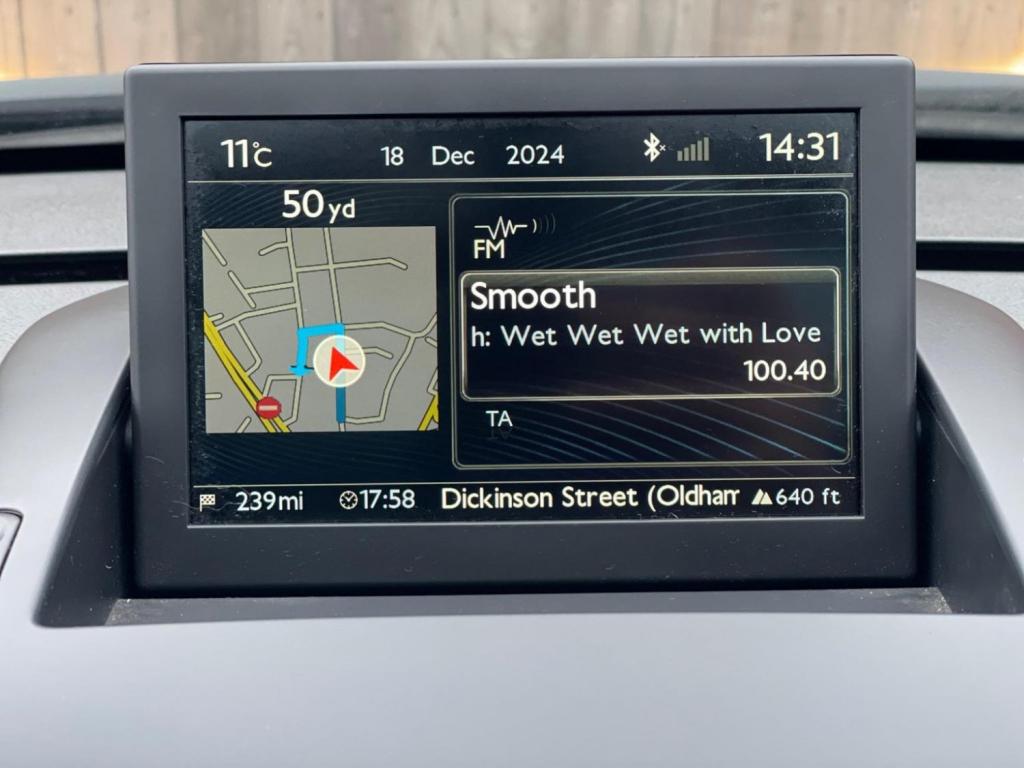 11°C 18 Dec 2024 14:31
50 yd
FM
Smooth
h: Wet Wet Wet with Love
100.40
TA
239mi 17:58 Dickinson Street (Oldham 640 ft